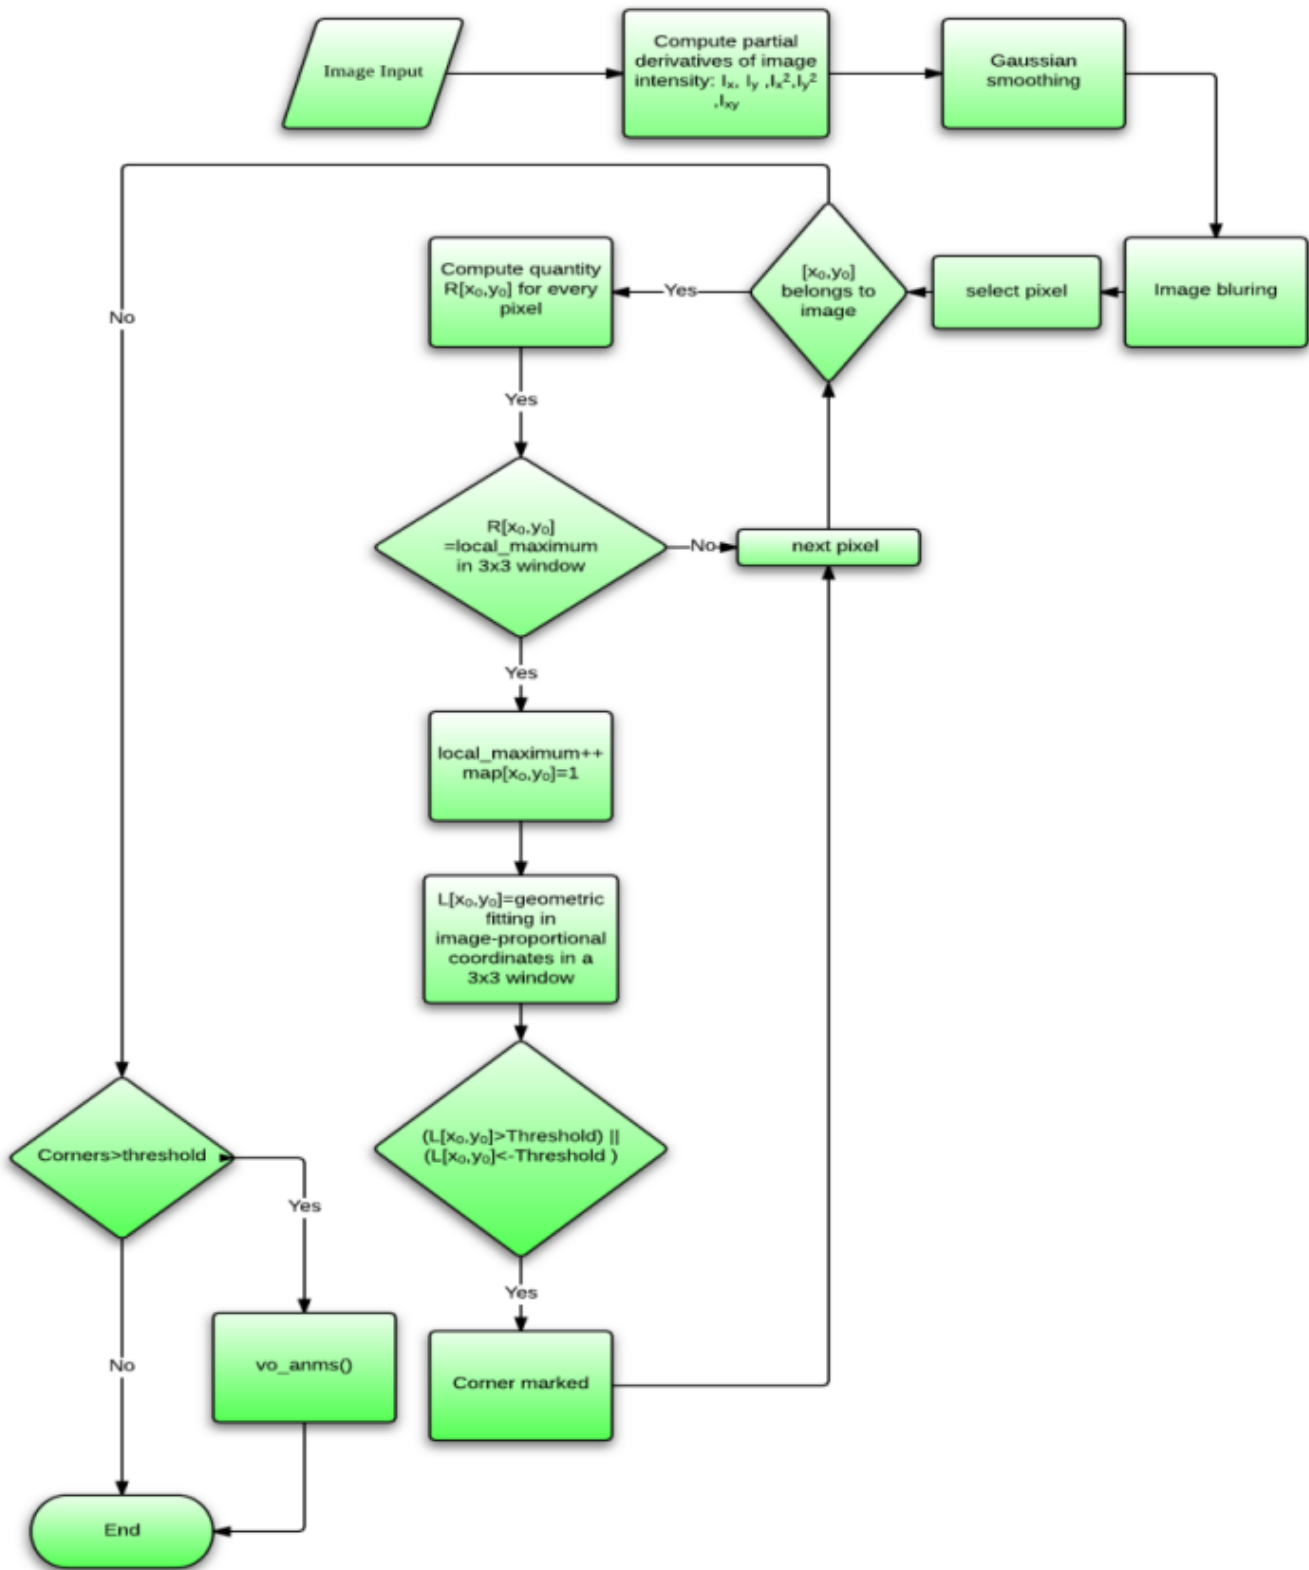 Image Input
Compute partial
derivatives of image
intensity: Iₓ, I_y ,Iₓ²,I_y²
,I_xy
Gaussian
smoothing
Image bluring
select pixel
[x₀,y₀]
belongs to
image
Yes
Compute quantity
R[x₀,y₀] for every
pixel
No
Yes
R[x₀,y₀]
=local_maximum
in 3x3 window
No
next pixel
Yes
local_maximum++
map[x₀,y₀]=1
L[x₀,y₀]=geometric
fitting in
image-proportional
coordinates in a
3x3 window
(L[x₀,y₀]>Threshold) ||
(L[x₀,y₀]<-Threshold )
Yes
Corner marked
Corners>threshold
Yes
No
vo_anms()
End